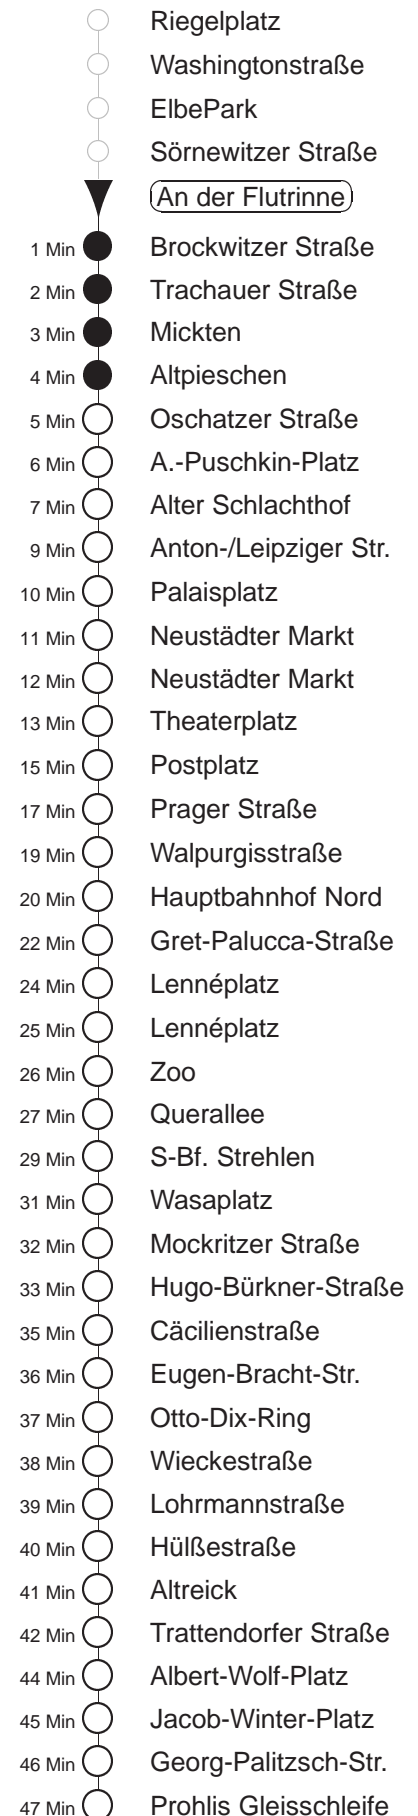 Riegelplatz
Washingtonstraße
ElbePark
Sörnewitzer Straße
An der Flutrinne
1 Min Brockwitzer Straße
2 Min Trachauer Straße
3 Min Mickten
4 Min Altpieschen
5 Min Oschatzer Straße
6 Min A.-Puschkin-Platz
7 Min Alter Schlachthof
9 Min Anton-/Leipziger Str.
10 Min Palaisplatz
11 Min Neustädter Markt
12 Min Neustädter Markt
13 Min Theaterplatz
15 Min Postplatz
17 Min Prager Straße
19 Min Walpurgisstraße
20 Min Hauptbahnhof Nord
22 Min Gret-Palucca-Straße
24 Min Lennéplatz
25 Min Lennéplatz
26 Min Zoo
27 Min Querallee
29 Min S-Bf. Strehlen
31 Min Wasaplatz
32 Min Mockritzer Straße
33 Min Hugo-Bürkner-Straße
35 Min Cäcilienstraße
36 Min Eugen-Bracht-Str.
37 Min Otto-Dix-Ring
38 Min Wieckestraße
39 Min Lohrmannstraße
40 Min Hülßestraße
41 Min Altreick
42 Min Trattendorfer Straße
44 Min Albert-Wolf-Platz
45 Min Jacob-Winter-Platz
46 Min Georg-Palitzsch-Str.
47 Min Prohlis Gleisschleife